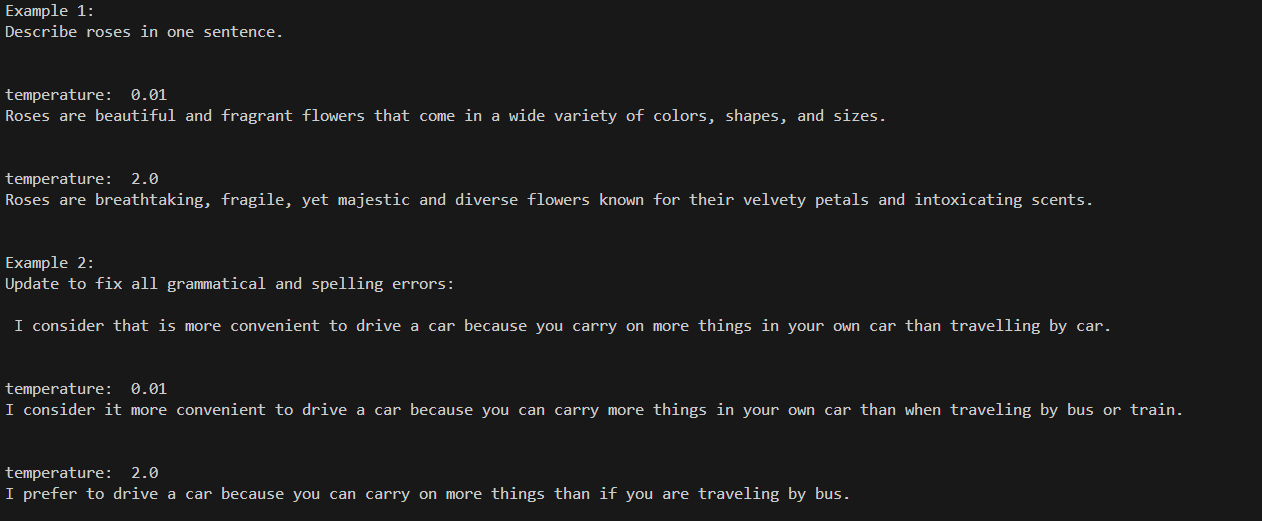 Example 1:
Describe roses in one sentence.
temperature:  0.01
Roses are beautiful and fragrant flowers that come in a wide variety of colors, shapes, and sizes.
temperature:  2.0
Roses are breathtaking, fragile, yet majestic and diverse flowers known for their velvety petals and intoxicating scents.
Example 2:
Update to fix all grammatical and spelling errors:
 I consider that is more convenient to drive a car because you carry on more things in your own car than travelling by car.
temperature:  0.01
I consider it more convenient to drive a car because you can carry more things in your own car than when traveling by bus or train.
temperature:  2.0
I prefer to drive a car because you can carry on more things than if you are traveling by bus.